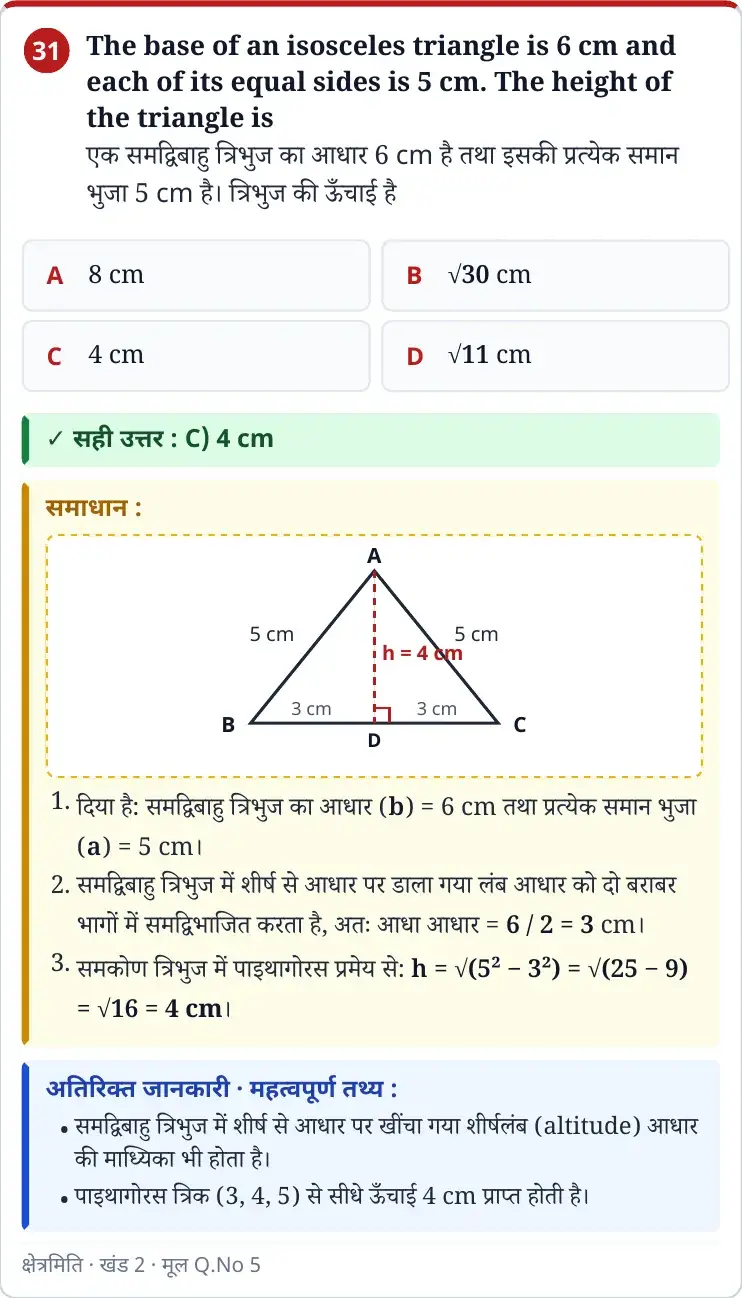 31 The base of an isosceles triangle is 6 cm and
each of its equal sides is 5 cm. The height of
the triangle is
एक समद्विबाहु त्रिभुज का आधार 6 cm है तथा इसकी प्रत्येक समान
भुजा 5 cm है। त्रिभुज की ऊँचाई है
A 8 cm
B √30 cm
C 4 cm
D √11 cm
✓ सही उत्तर : C) 4 cm
समाधान :
A
5 cm 5 cm
h = 4 cm
3 cm 3 cm
B C
D
1. दिया है: समद्विबाहु त्रिभुज का आधार (b) = 6 cm तथा प्रत्येक समान भुजा
(a) = 5 cm।
2. समद्विबाहु त्रिभुज में शीर्ष से आधार पर डाला गया लंब आधार को दो बराबर
भागों में समद्विभाजित करता है, अतः आधा आधार = 6 / 2 = 3 cm।
3. समकोण त्रिभुज में पाइथागोरस प्रमेय से: h = √(5² − 3²) = √(25 − 9)
= √16 = 4 cm।
अतिरिक्त जानकारी · महत्वपूर्ण तथ्य :
• समद्विबाहु त्रिभुज में शीर्ष से आधार पर खींचा गया शीर्षलंब (altitude) आधार
की माध्यिका भी होता है।
• पाइथागोरस त्रिक (3, 4, 5) से सीधे ऊँचाई 4 cm प्राप्त होती है।
क्षेत्रमिति · खंड 2 · मूल Q.No 5